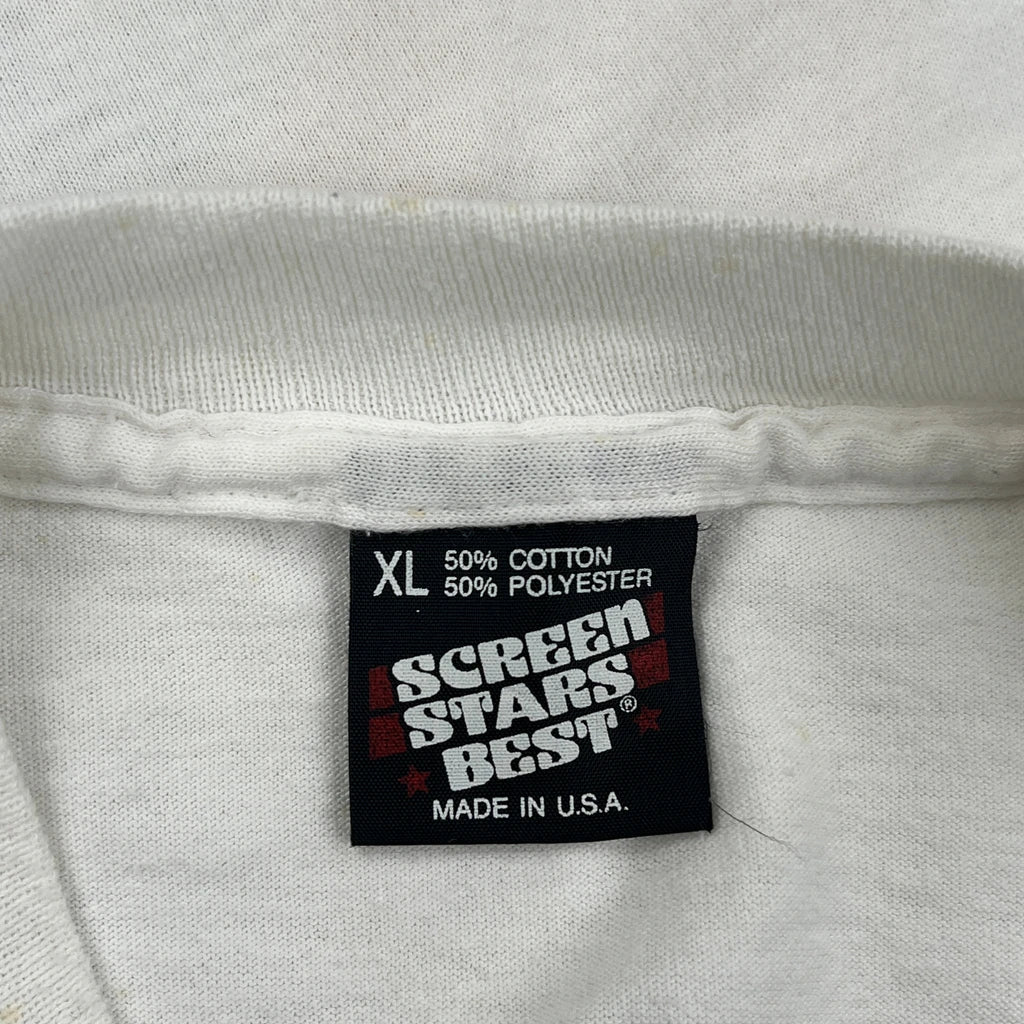 XL 50% COTTON
50% POLYESTER
SCREEN
STARS
BEST®
MADE IN U.S.A.